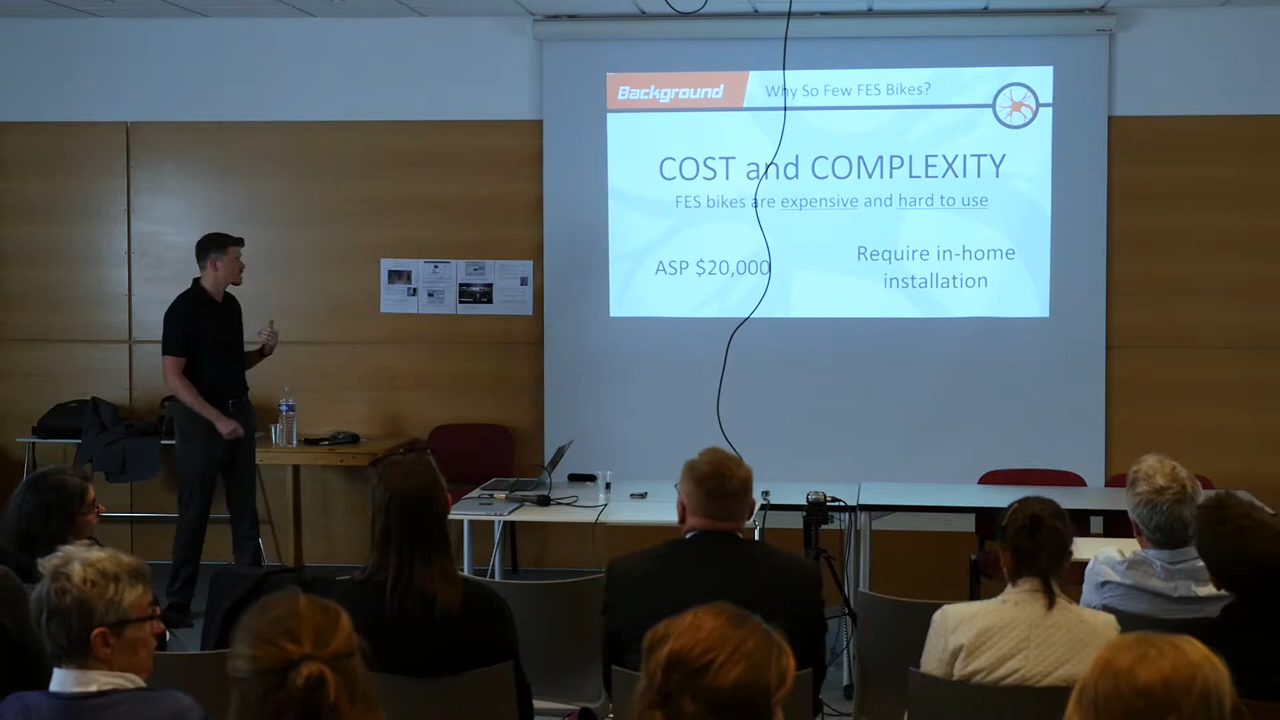 Background
Why So Few FES Bikes?
COST and COMPLEXITY
FES bikes are expensive and hard to use
ASP $20,000
Require in-home
installation